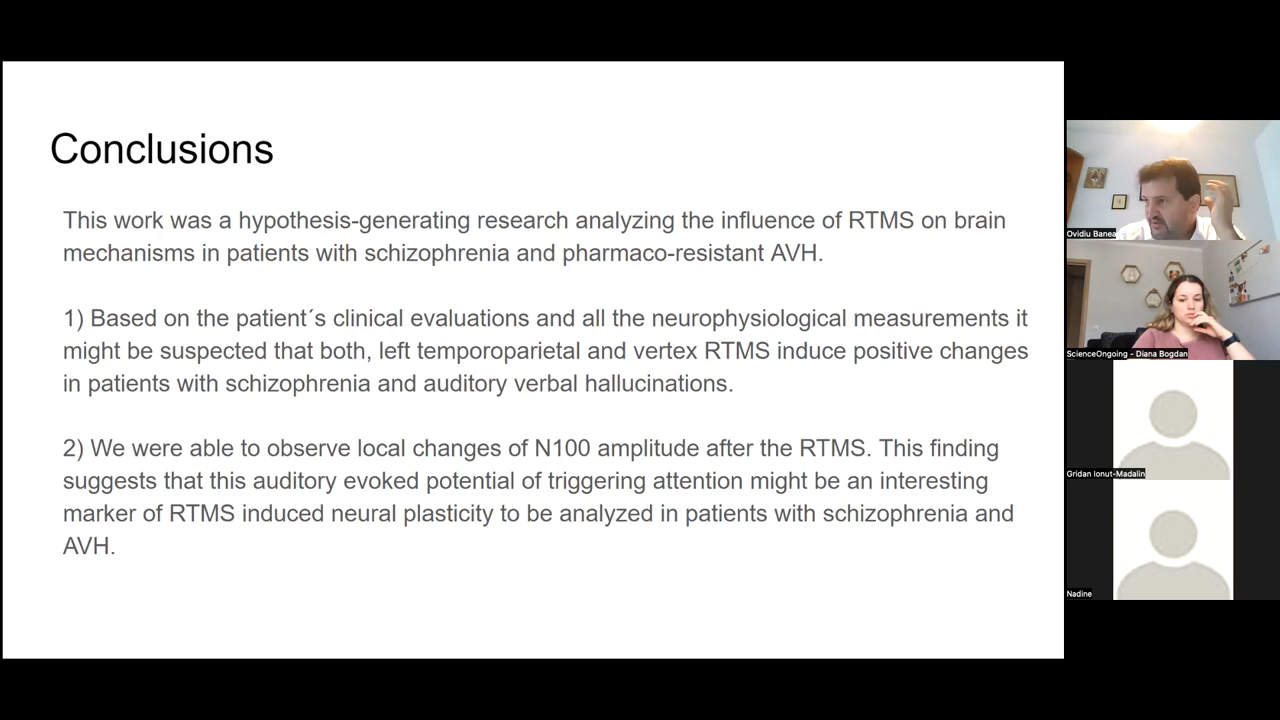 Conclusions
This work was a hypothesis-generating research analyzing the influence of RTMS on brain
mechanisms in patients with schizophrenia and pharmaco-resistant AVH.
1) Based on the patient´s clinical evaluations and all the neurophysiological measurements it
might be suspected that both, left temporoparietal and vertex RTMS induce positive changes
in patients with schizophrenia and auditory verbal hallucinations.
2) We were able to observe local changes of N100 amplitude after the RTMS. This finding
suggests that this auditory evoked potential of triggering attention might be an interesting
marker of RTMS induced neural plasticity to be analyzed in patients with schizophrenia and
AVH.
Ovidiu Banea
ScienceOngoing - Diana Bogdan
Gridan Ionut-Madalin
Nadine